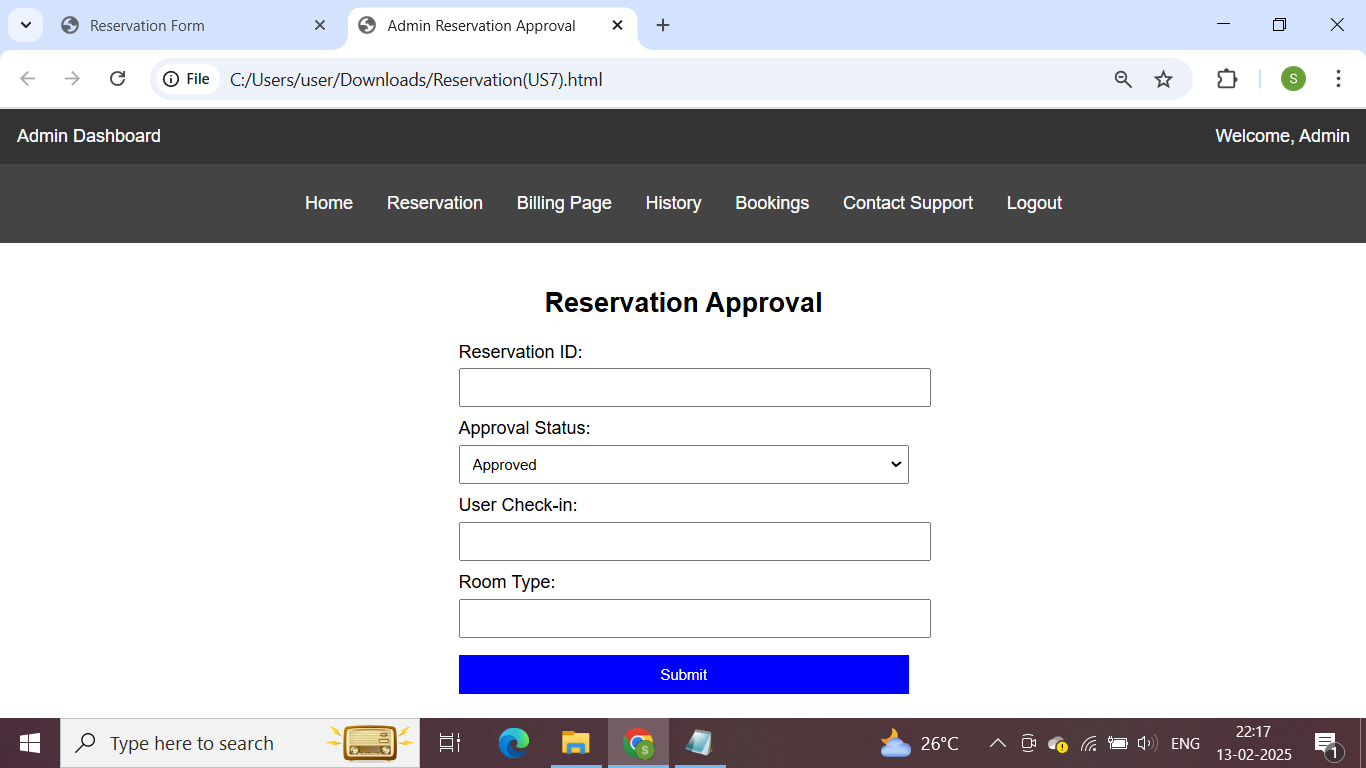 Reservation Form
Admin Reservation Approval
File
C:/Users/user/Downloads/Reservation(US7).html
S
Admin Dashboard
Welcome, Admin
Home Reservation Billing Page History Bookings Contact Support Logout
Reservation Approval
Reservation ID:
Approval Status:
Approved
User Check-in:
Room Type:
Submit
Type here to search
S
26°C
ENG
22:17
13-02-2025
1